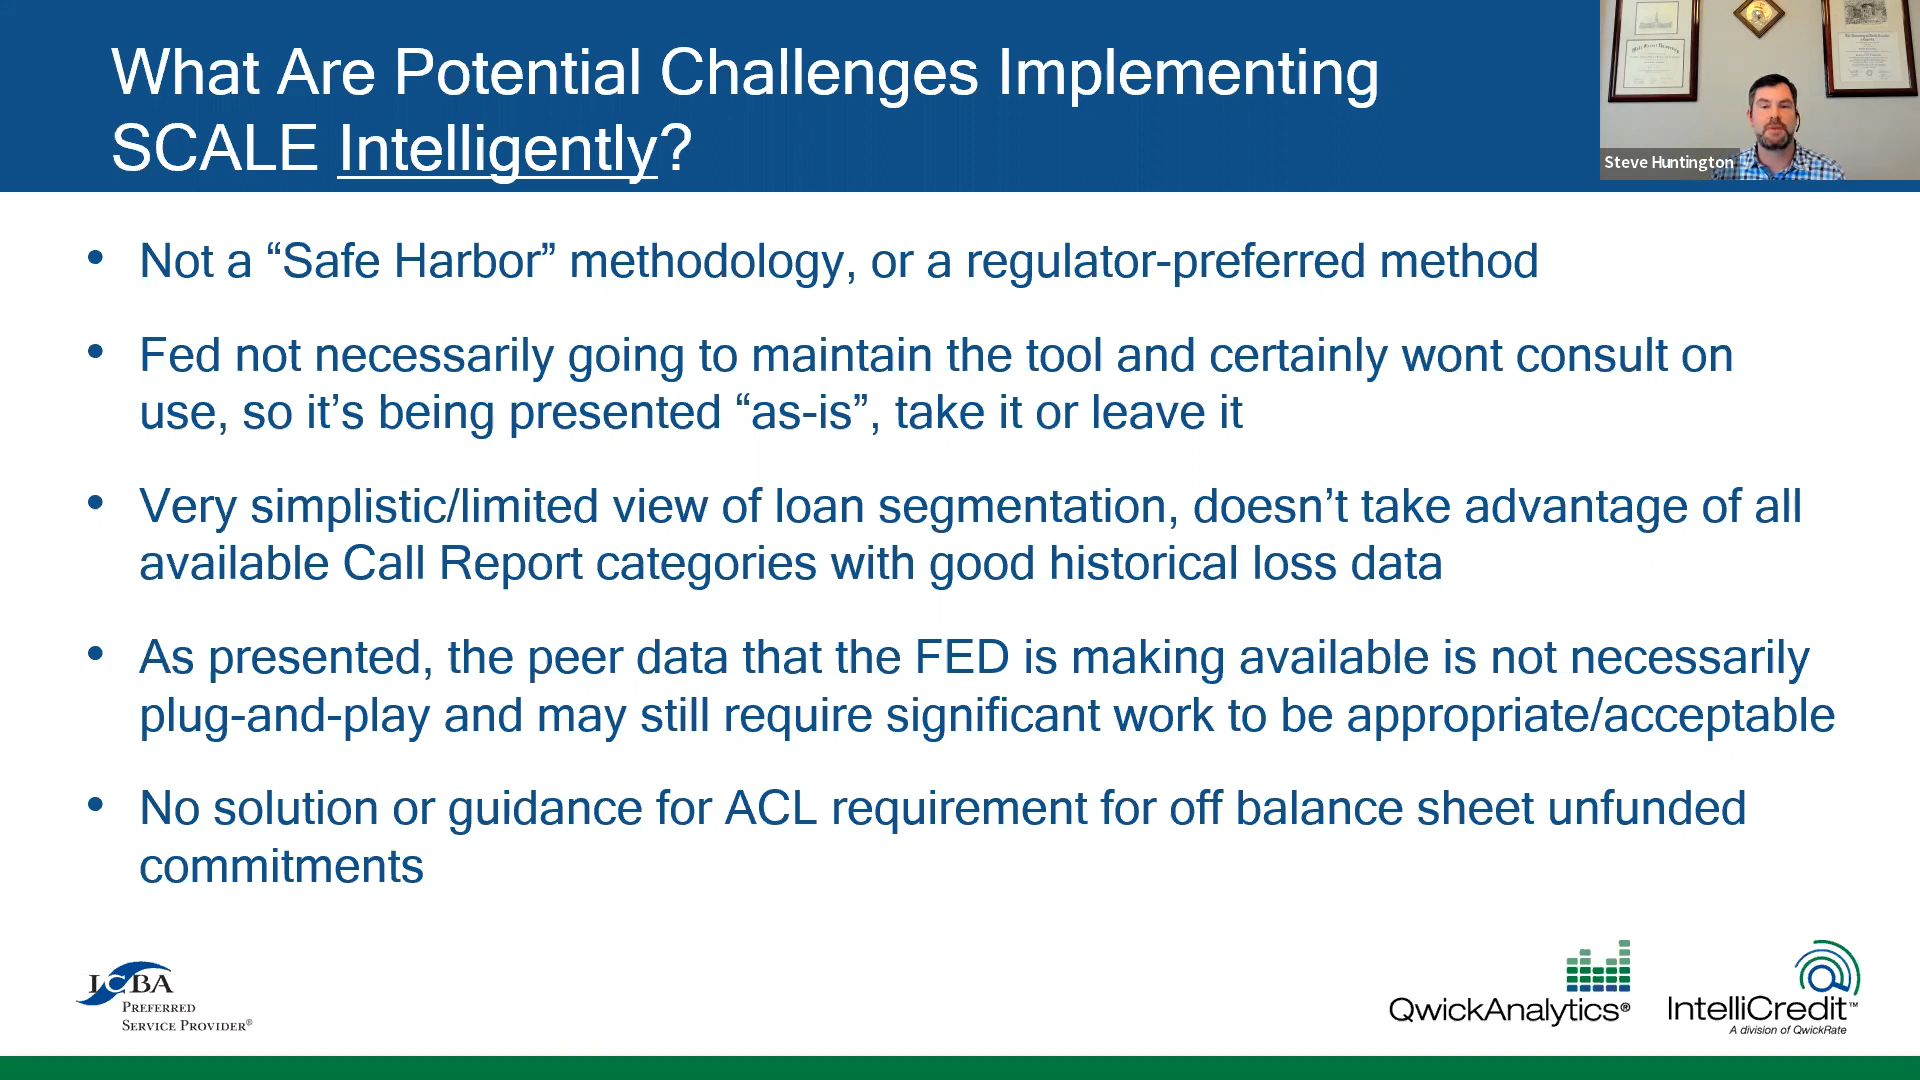 What Are Potential Challenges Implementing
SCALE Intelligently?
Steve Huntington
• Not a “Safe Harbor” methodology, or a regulator-preferred method
• Fed not necessarily going to maintain the tool and certainly wont consult on
use, so it’s being presented “as-is”, take it or leave it
• Very simplistic/limited view of loan segmentation, doesn’t take advantage of all
available Call Report categories with good historical loss data
• As presented, the peer data that the FED is making available is not necessarily
plug-and-play and may still require significant work to be appropriate/acceptable
• No solution or guidance for ACL requirement for off balance sheet unfunded
commitments
ICBA
PREFERRED
SERVICE PROVIDER®
QwickAnalytics®
IntelliCredit™
A division of QwickRate